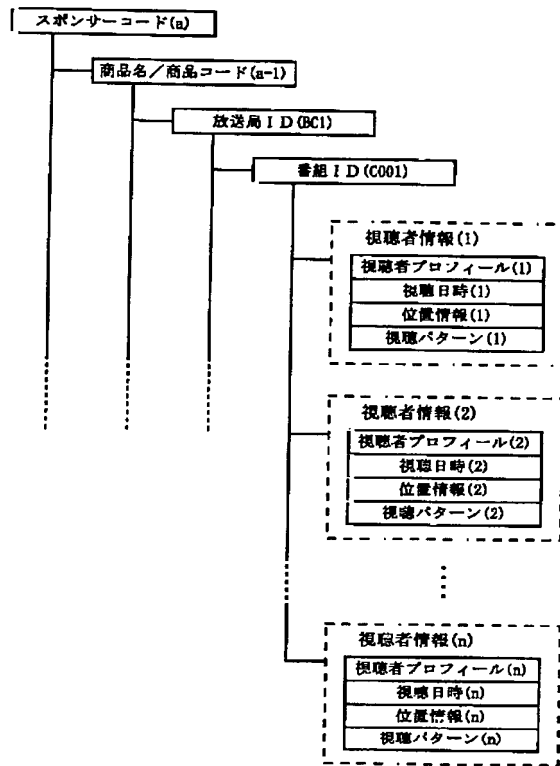 スポンサーコード(a)
商品名／商品コード(a-1)
放送局ID(BC1)
番組ID(C001)
視聴者情報(1)
視聴者プロフィール(1)
視聴日時(1)
位置情報(1)
視聴パターン(1)
視聴者情報(2)
視聴者プロフィール(2)
視聴日時(2)
位置情報(2)
視聴パターン(2)
視聴者情報(n)
視聴者プロフィール(n)
視聴日時(n)
位置情報(n)
視聴パターン(n)